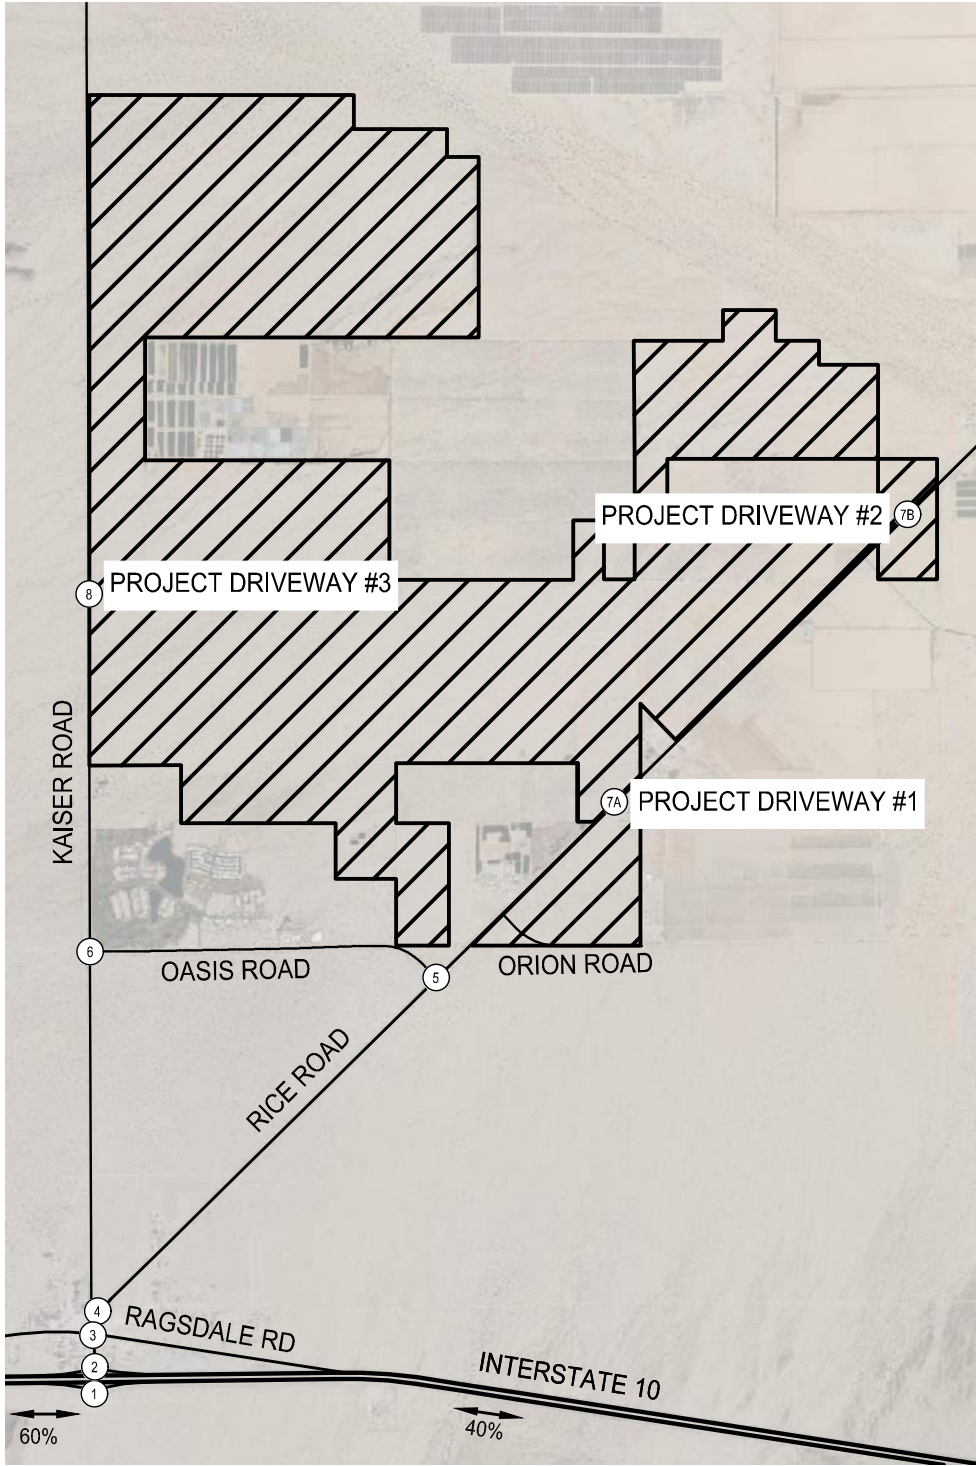 7B
PROJECT DRIVEWAY #2
8
PROJECT DRIVEWAY #3
KAISER ROAD
7A
PROJECT DRIVEWAY #1
6
OASIS ROAD
5
ORION ROAD
RICE ROAD
4
RAGSDALE RD
3
2
INTERSTATE 10
1
60%
40%